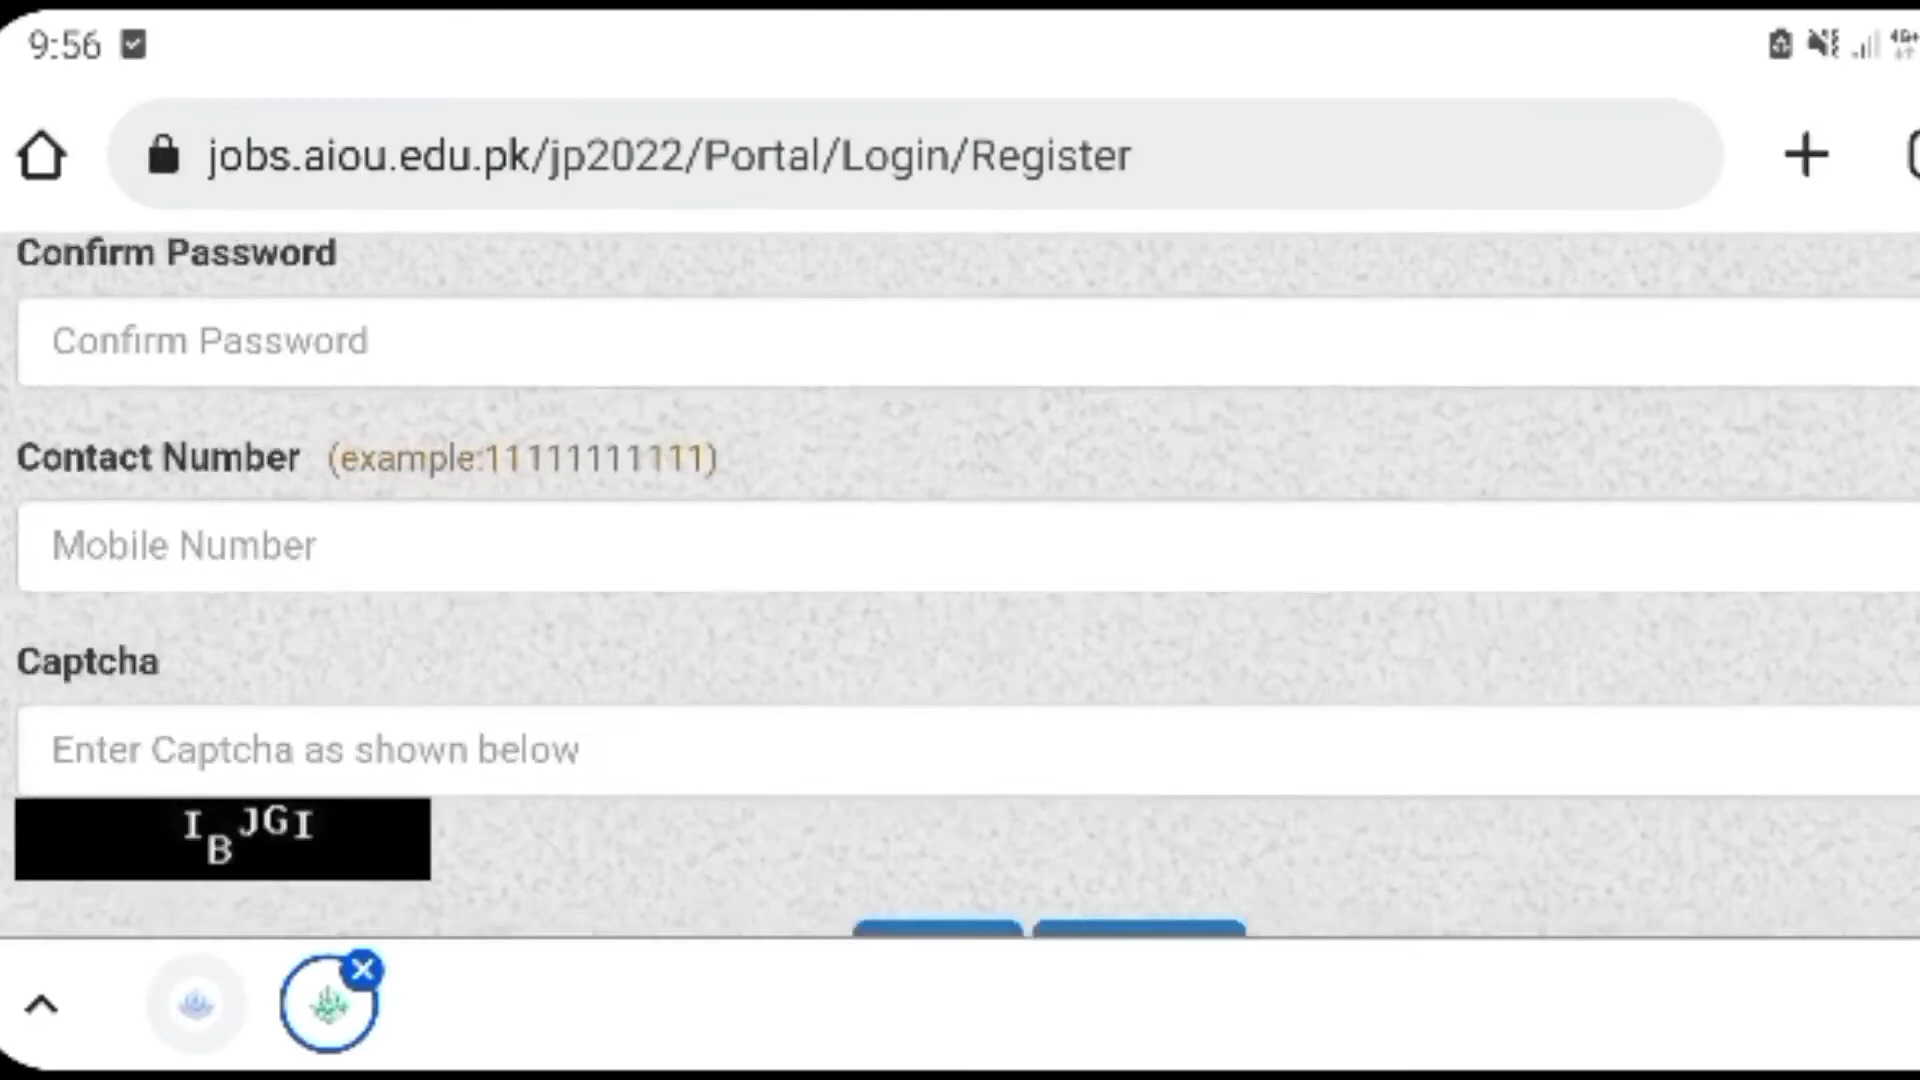 9:56
4G+
jobs.aiou.edu.pk/jp2022/Portal/Login/Register
Confirm Password
Confirm Password
Contact Number (example:11111111111)
Mobile Number
Captcha
Enter Captcha as shown below
IBJGI